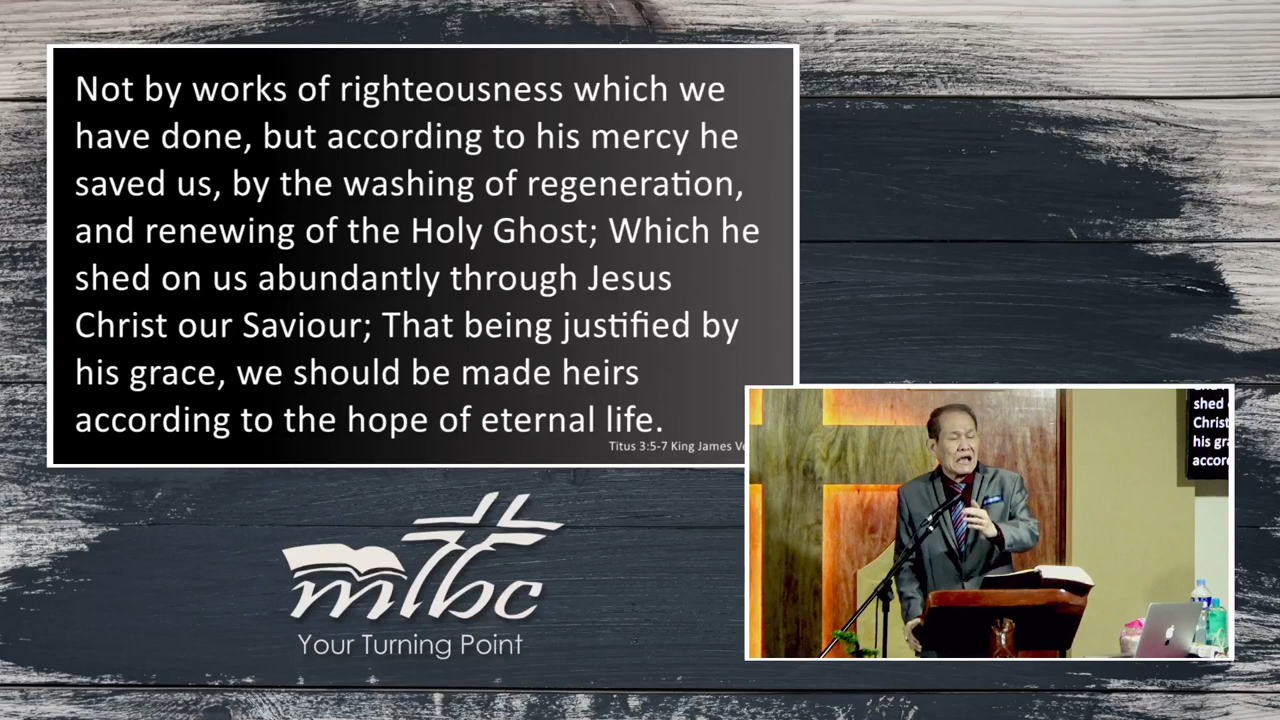 Not by works of righteousness which we
have done, but according to his mercy he
saved us, by the washing of regeneration,
and renewing of the Holy Ghost; Which he
shed on us abundantly through Jesus
Christ our Saviour; That being justified by
his grace, we should be made heirs
according to the hope of eternal life.
Titus 3:5-7 King James Ve
mlbc
Your Turning Point
shed
Christ
his gra
accord